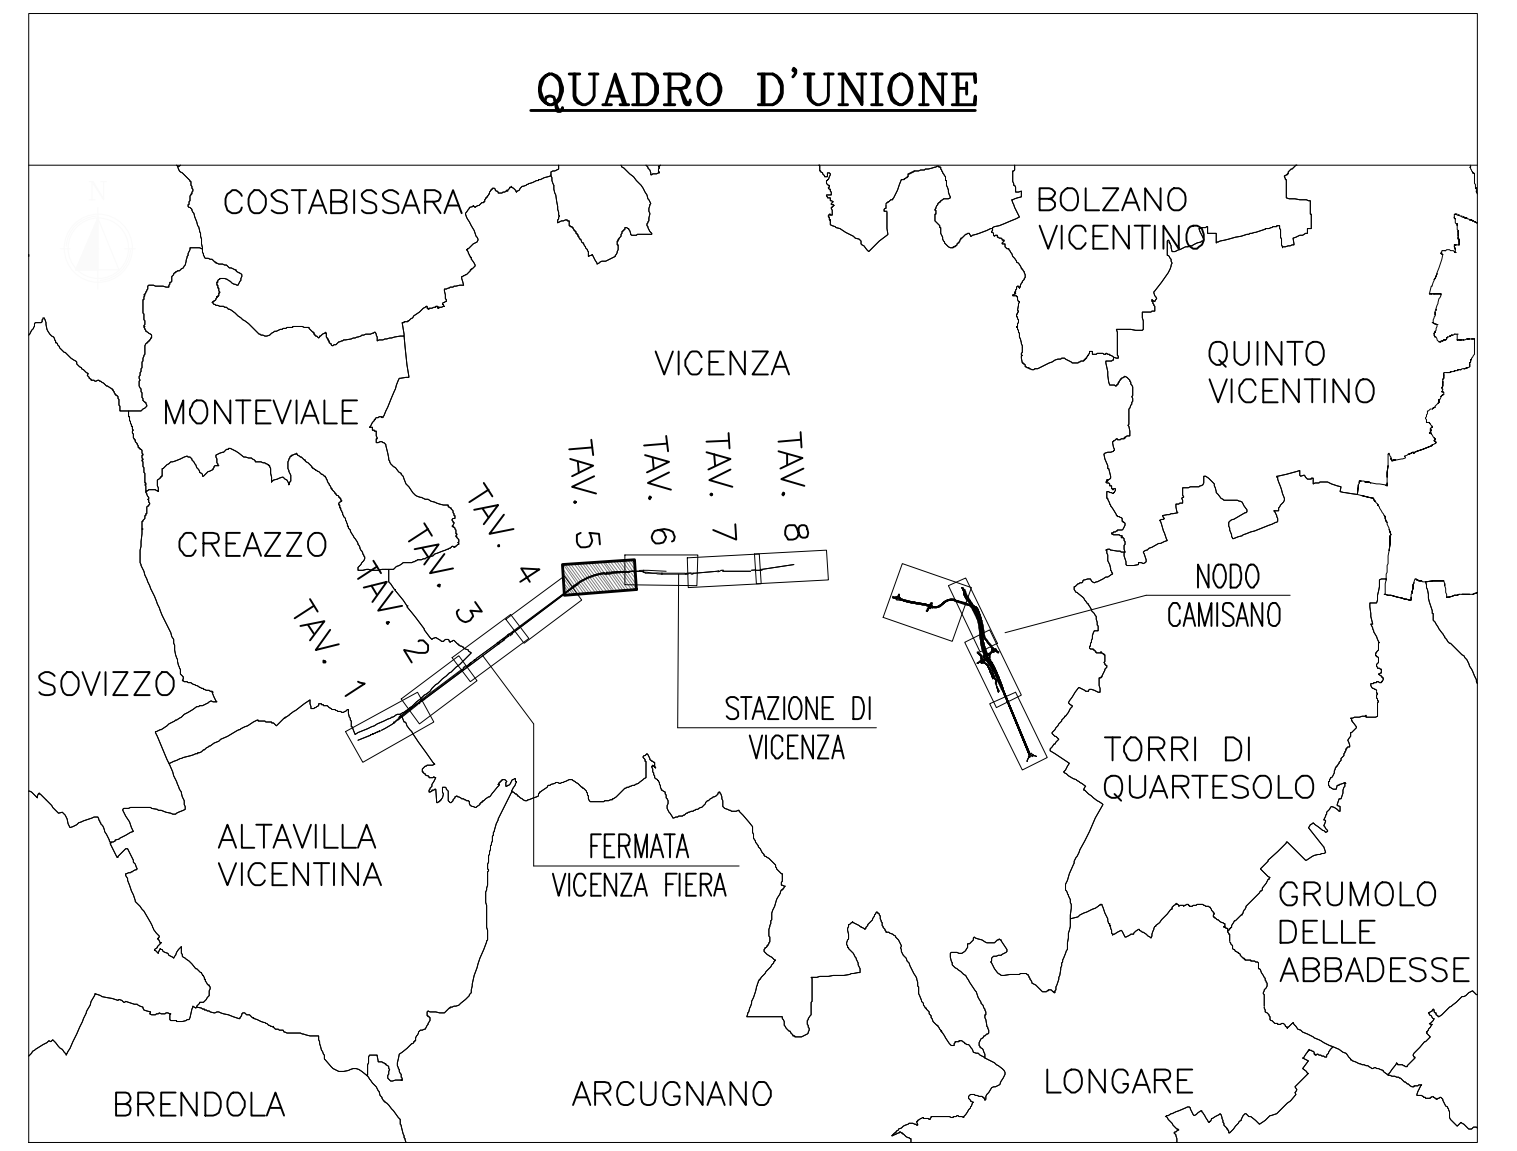 QUADRO D'UNIONE
N
COSTABISSARA
BOLZANO
VICENTINO
VICENZA
QUINTO
VICENTINO
MONTEVIALE
CREAZZO
TAV. 1
TAV. 2
TAV. 3
TAV. 4
TAV. 5
TAV. 6
TAV. 7
TAV. 8
NODO
CAMISANO
SOVIZZO
STAZIONE DI
VICENZA
TORRI DI
QUARTESOLO
ALTAVILLA
VICENTINA
FERMATA
VICENZA FIERA
GRUMOLO
DELLE
ABBADESSE
BRENDOLA
ARCUGNANO
LONGARE